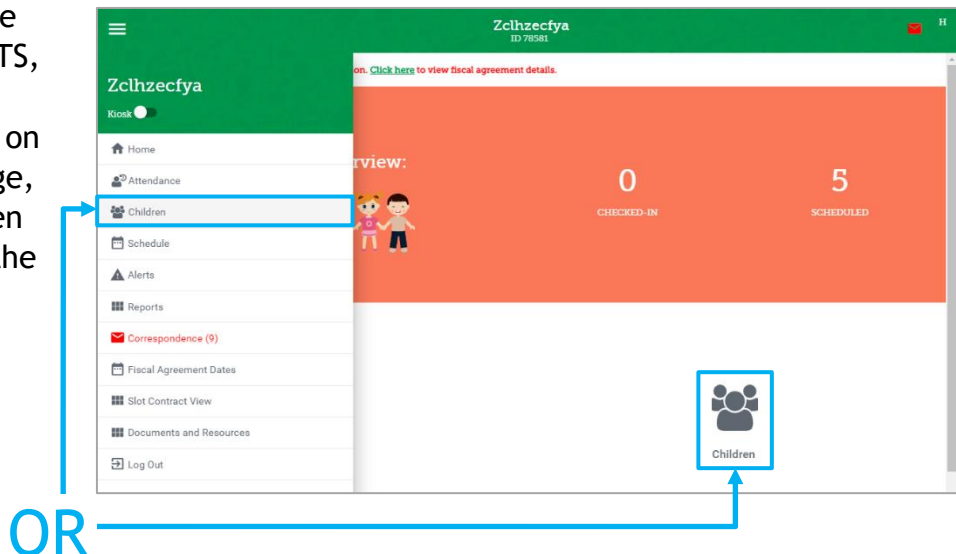 e
TS,
on
ge,
en
the
Zclhzecfya
ID 78581
H
on. Click here to view fiscal agreement details.
Zclhzecfya
Kiosk
Home
Attendance
Children
Schedule
Alerts
Reports
Correspondence (9)
Fiscal Agreement Dates
Slot Contract View
Documents and Resources
Log Out
rview:
0
CHECKED-IN
5
SCHEDULED
Children
OR